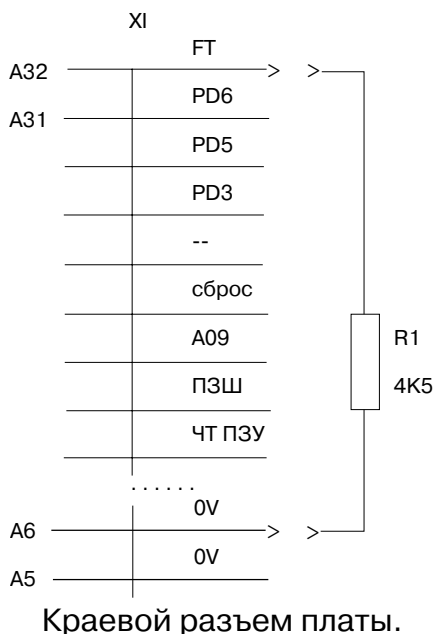 XI
FT
A32
PD6
A31
PD5
PD3
--
сброс
A09
R1
ПЗШ
4K5
ЧТ ПЗУ
. . . . . .
0V
A6
0V
A5
Краевой разъем платы.